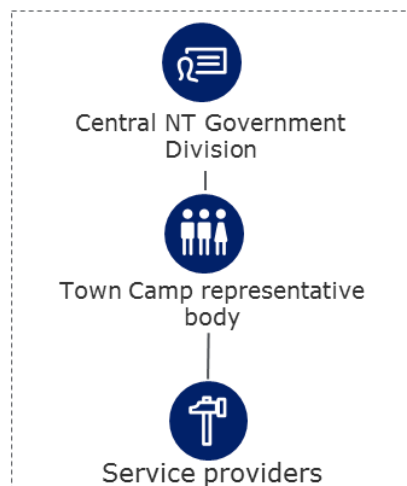 Central NT Government
Division
Town Camp representative
body
Service providers